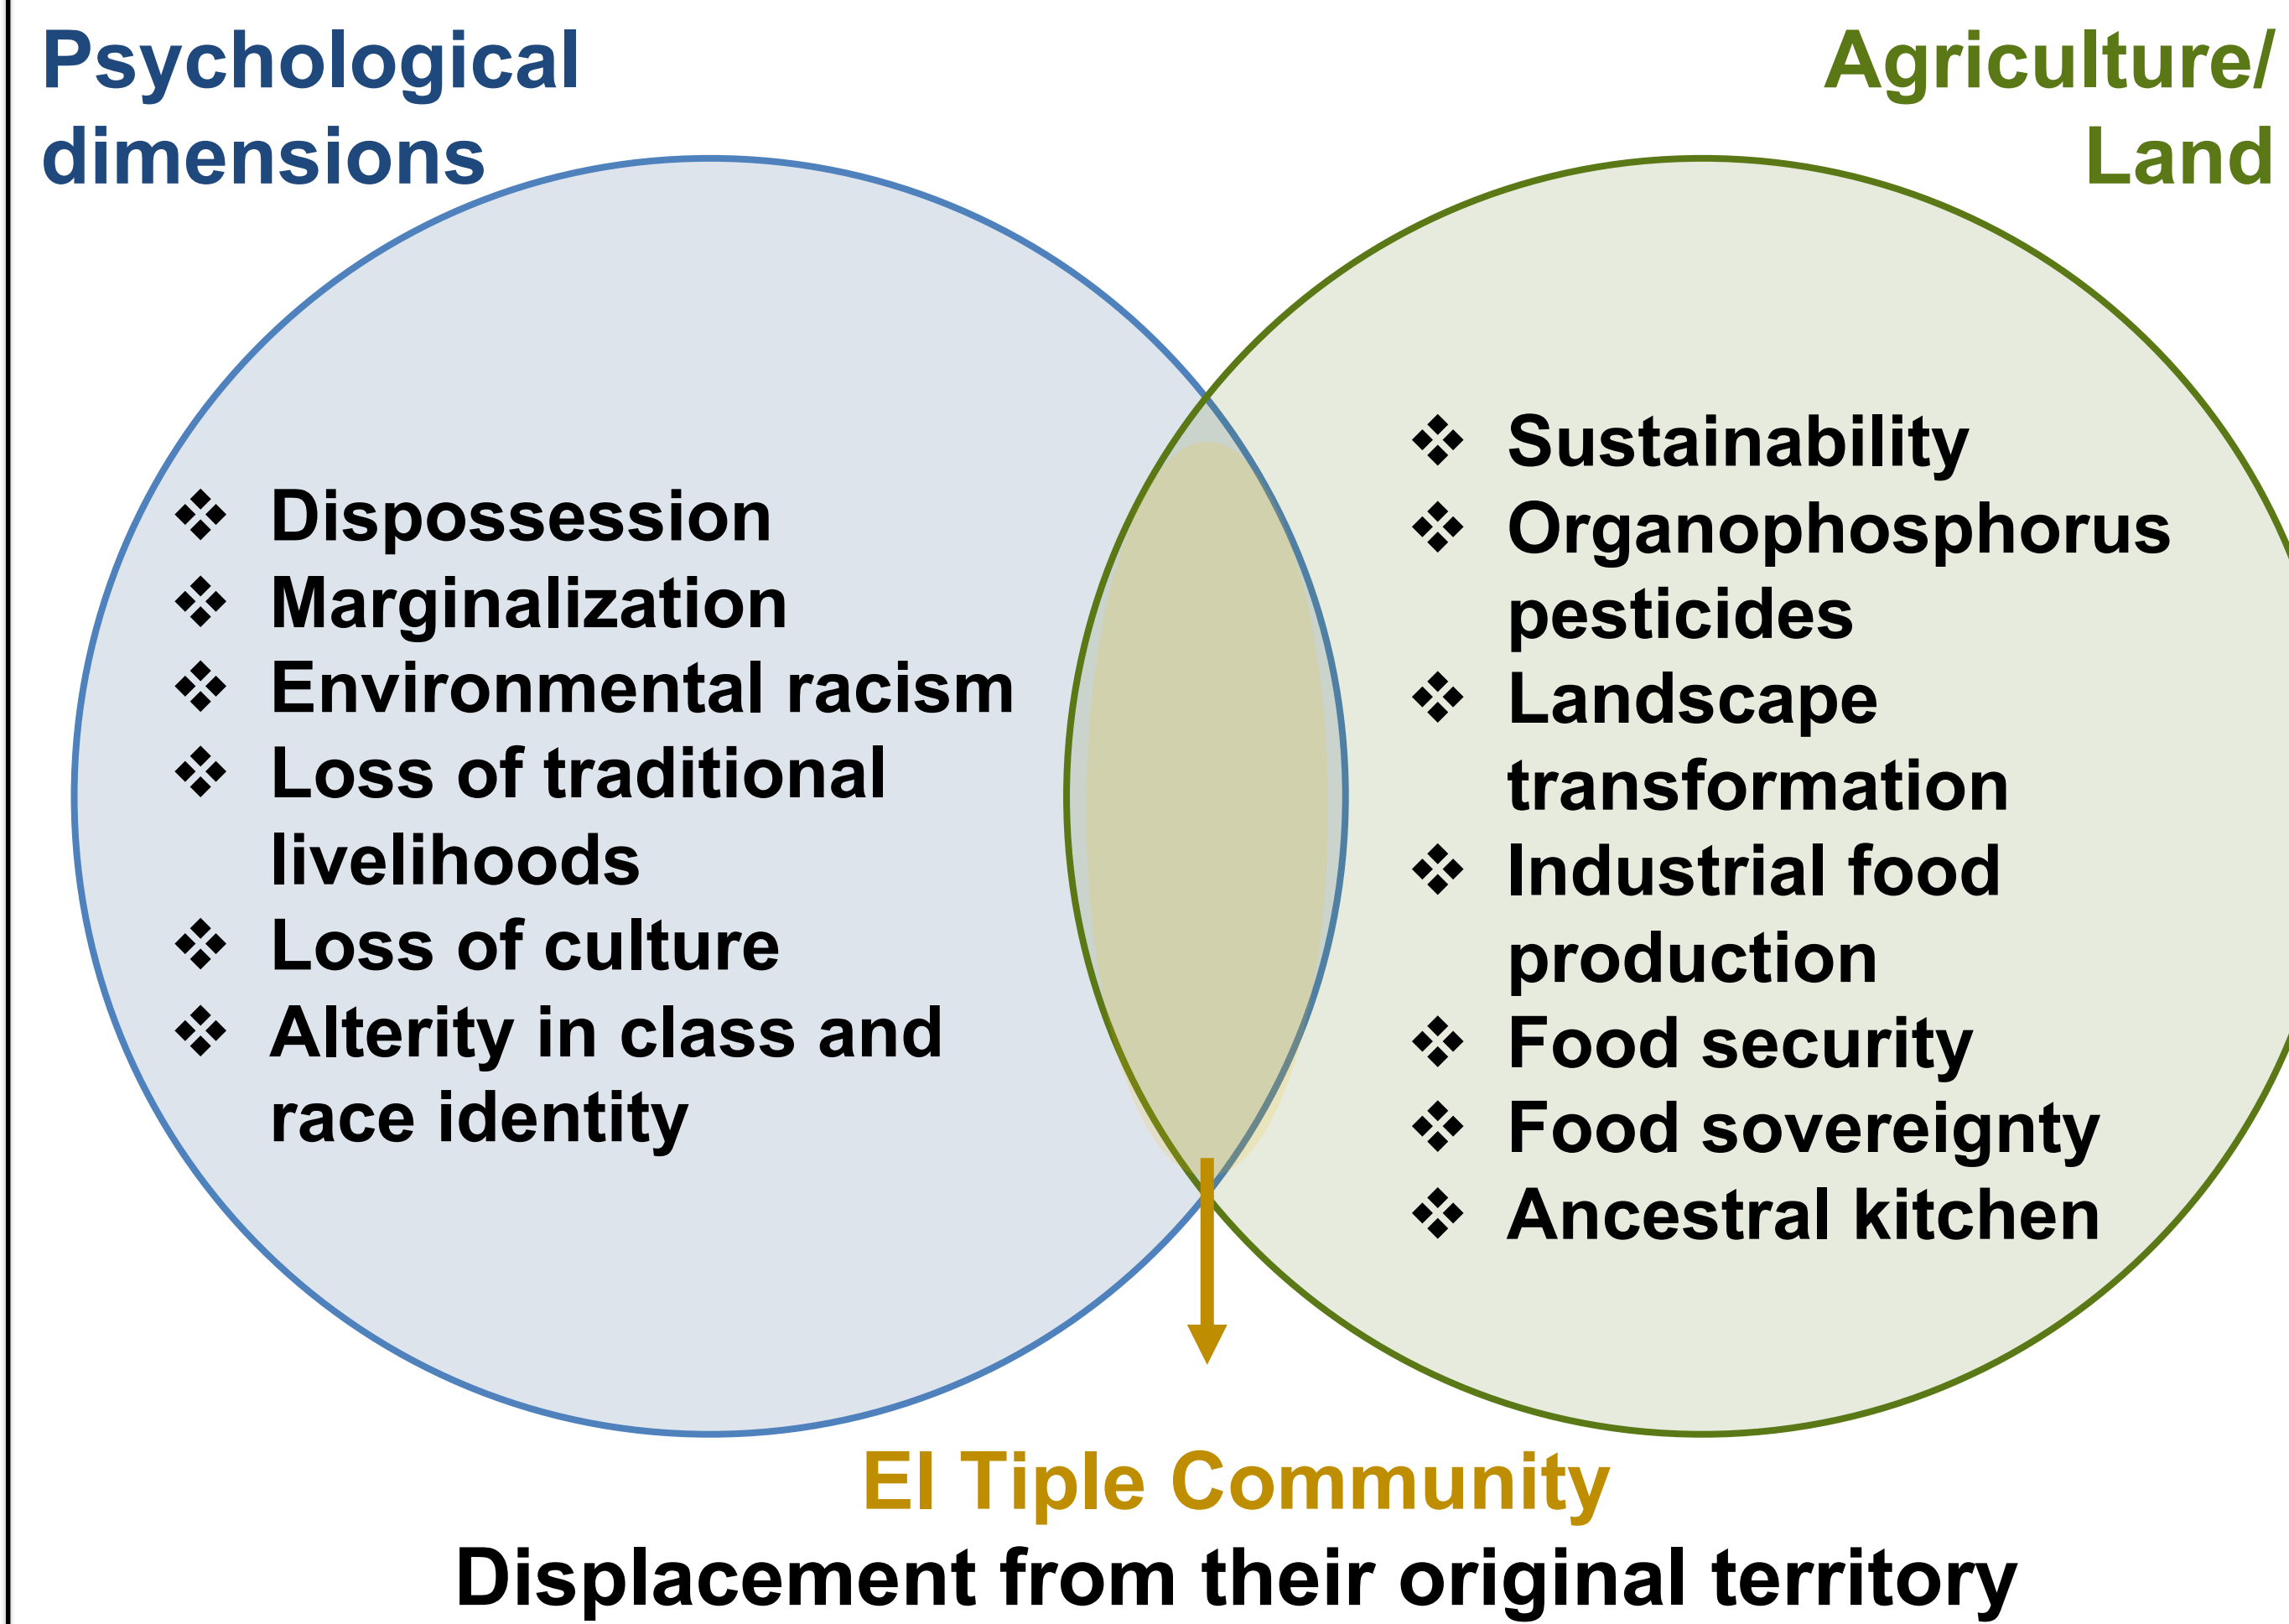 Psychological
dimensions
Agriculture/
Land
❖ Dispossession
❖ Marginalization
❖ Environmental racism
❖ Loss of traditional
livelihoods
❖ Loss of culture
❖ Alterity in class and
race identity
❖ Sustainability
❖ Organophosphorus
pesticides
❖ Landscape
transformation
❖ Industrial food
production
❖ Food security
❖ Food sovereignty
❖ Ancestral kitchen
El Tiple Community
Displacement from their original territory